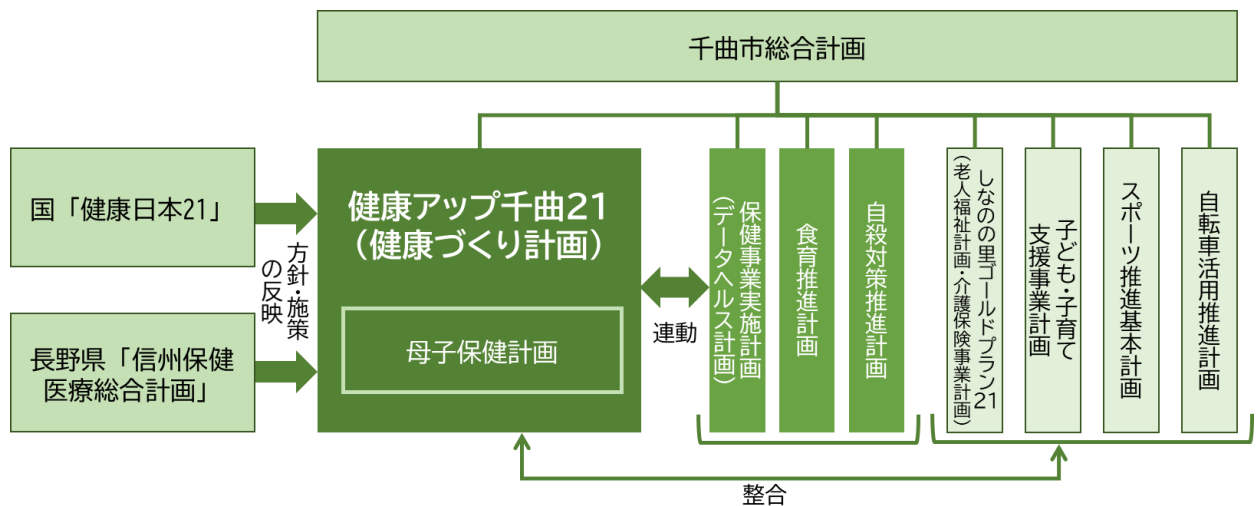 千曲市総合計画
国「健康日本21」
長野県「信州保健
医療総合計画」
方針・施策
の反映
健康アップ千曲21
（健康づくり計画）
母子保健計画
連動
保健事業実施計画
（データヘルス計画）
食育推進計画
自殺対策推進計画
しなのの里ゴールドプラン21
（老人福祉計画・介護保険事業計画）
子ども・子育て
支援事業計画
スポーツ推進基本計画
自転車活用推進計画
整合